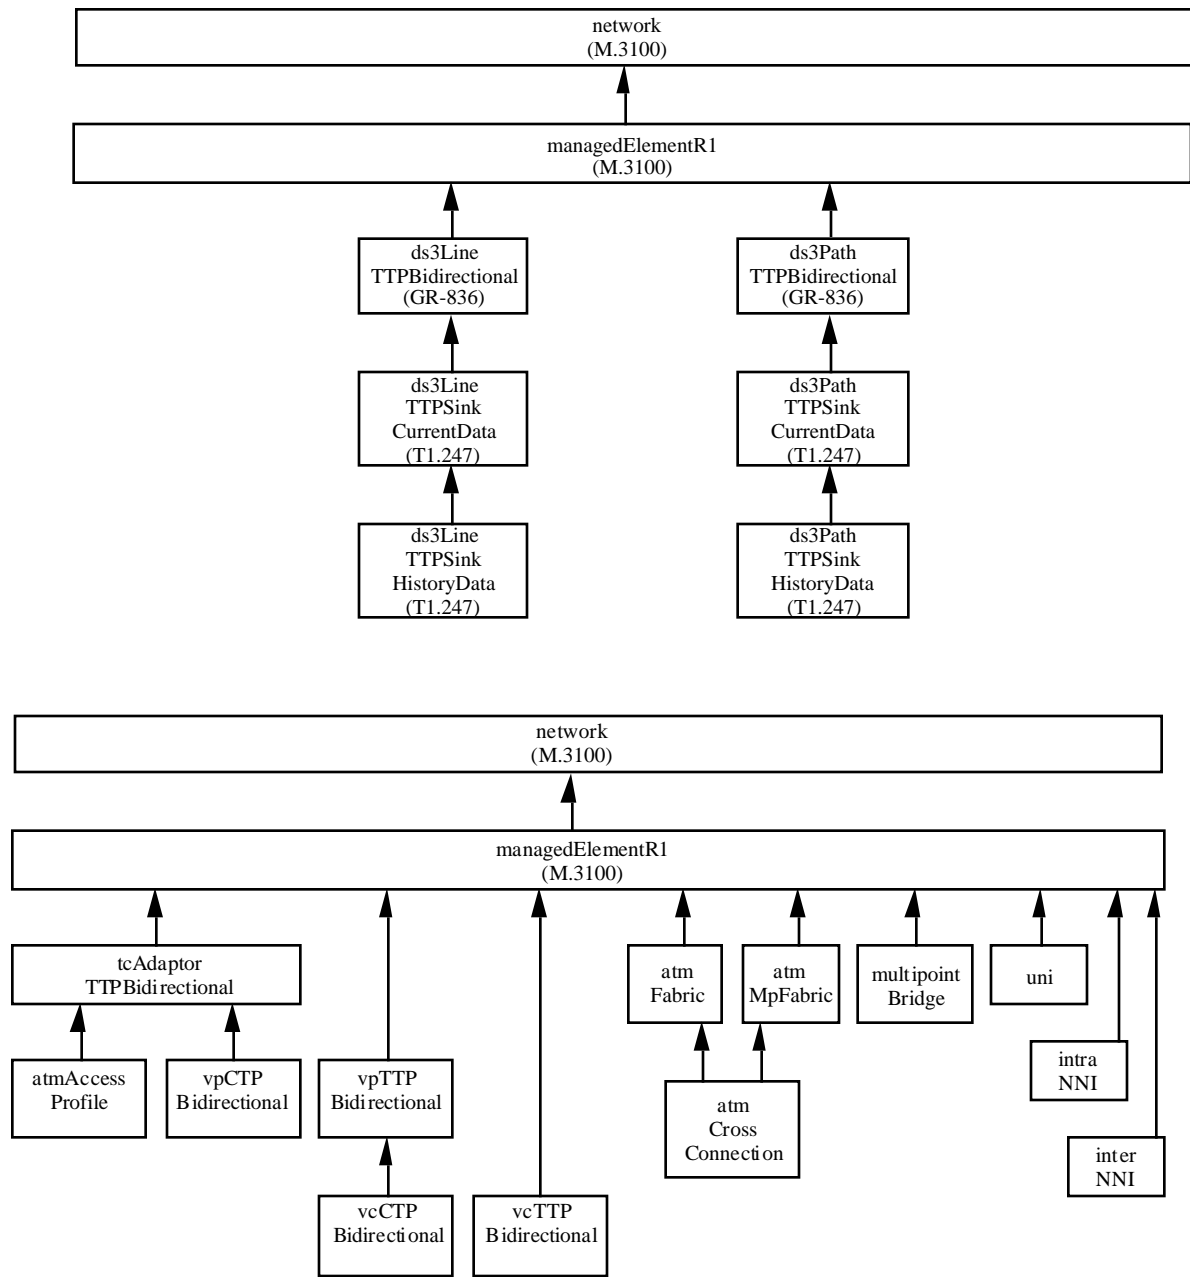 network
(M.3100)
managedElementR1
(M.3100)
ds3Line
TTPBidirectional
(GR-836)
ds3Path
TTPBidirectional
(GR-836)
ds3Line
TTPSink
CurrentData
(T1.247)
ds3Path
TTPSink
CurrentData
(T1.247)
ds3Line
TTPSink
HistoryData
(T1.247)
ds3Path
TTPSink
HistoryData
(T1.247)
network
(M.3100)
managedElementR1
(M.3100)
tcAdaptor
TTPBidirectional
atm
Fabric
atm
MpFabric
multipoint
Bridge
uni
atmAccess
Profile
vpCTP
Bidirectional
vpTTP
Bidirectional
atm
Cross
Connection
intra
NNI
inter
NNI
vcCTP
Bidirectional
vcTTP
Bidirectional